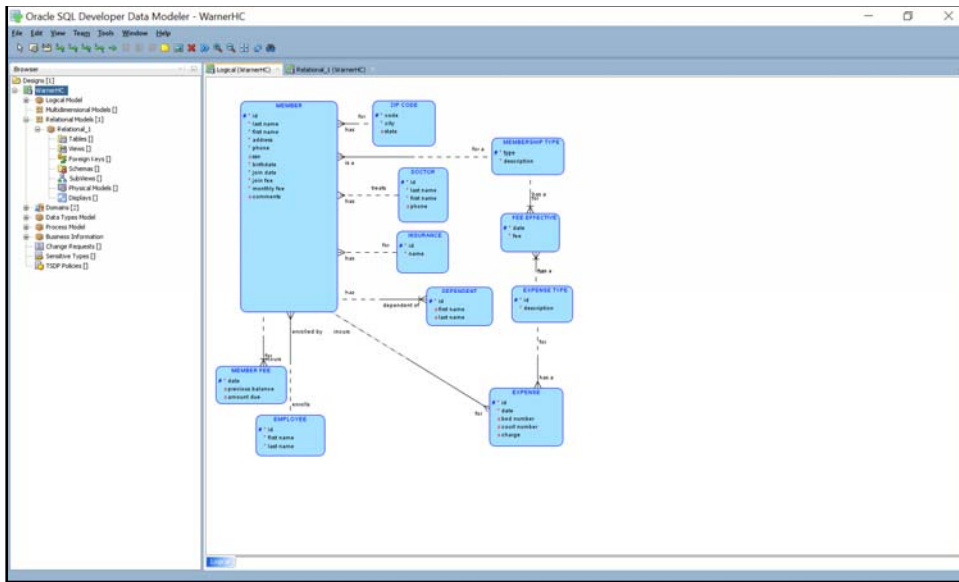 Oracle SQL Developer Data Modeler - WarnerHC
File Edit View Team Tools Window Help
Browser
Designs [1]
WarnerHC
Logical Model
Multidimensional Models []
Relational Models [1]
Relational_1
Tables []
Views []
Foreign Keys []
Schemas []
SubViews []
Physical Models []
Displays []
Domains [2]
Data Types Model
Process Model
Business Information
Change Requests []
Sensitive Types []
TSDP Policies []
Logical (WarnerHC)
Relational_1 (WarnerHC)
MEMBER
# * id
* last name
* first name
* address
* phone
o ssn
* birthdate
* join date
* join fee
* monthly fee
o comments
for
has
ZIP CODE
# * code
* city
o state
is a
for a
MEMBERSHIP TYPE
# * type
* description
treats
has
DOCTOR
# * id
* last name
* first name
o phone
has a
for
FEE EFFECTIVE
# * date
* fee
for
has
INSURANCE
# * id
* name
has a
EXPENSE TYPE
# * id
* description
has
dependent of
DEPENDENT
# * id
o first name
o last name
for
has a
enrolled by
incurs
for
MEMBER FEE
# * date
o previous balance
o amount due
enrolls
EMPLOYEE
# * id
* first name
* last name
for
EXPENSE
# * id
* date
o bed number
o court number
o charge
Logical